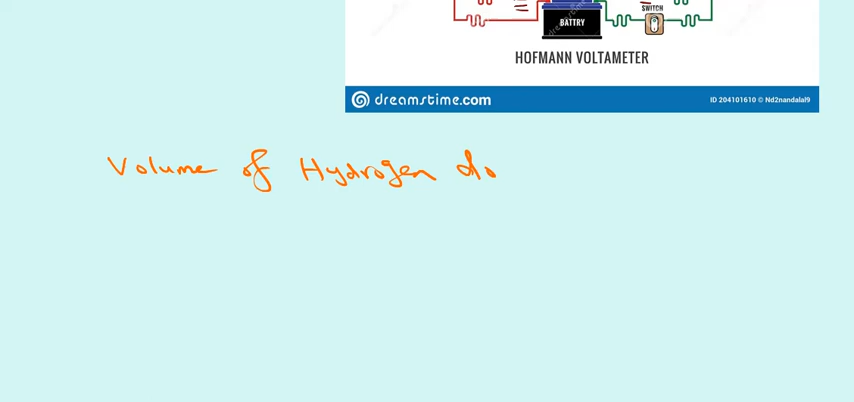 BATTRY
SWITCH
HOFMANN VOLTAMETER
dreamstime.com
ID 204101610 © Nd2nandalal9
Volume of Hydrogen